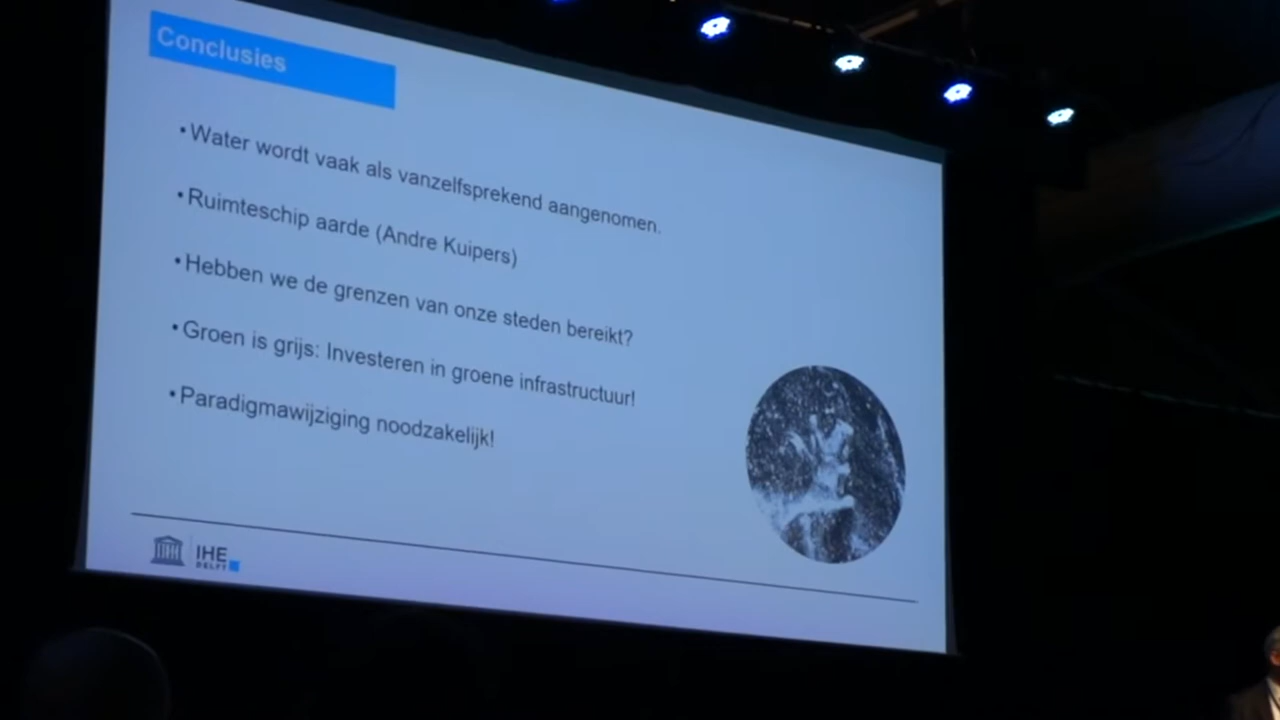 Conclusies
• Water wordt vaak als vanzelfsprekend aangenomen.
• Ruimteschip aarde (Andre Kuipers)
• Hebben we de grenzen van onze steden bereikt?
• Groen is grijs: Investeren in groene infrastructuur!
• Paradigmawijziging noodzakelijk!
IHE
DELFT